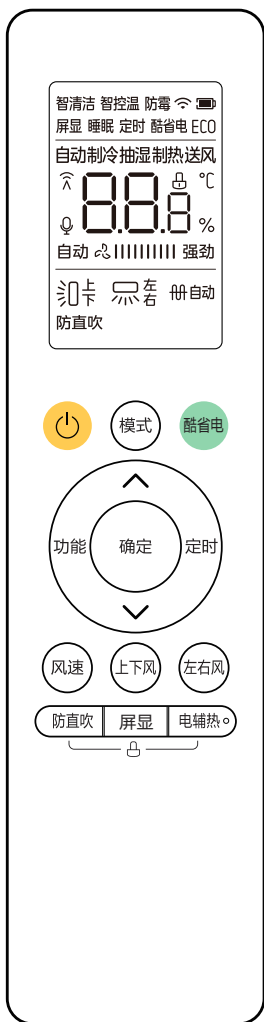 智清洁 智控温 防霉
屏显 睡眠 定时 酷省电 ECO
自动制冷抽湿制热送风
88.8 °C
%
自动 强劲
上下 左右 自动
防直吹
模式 酷省电
功能 确定 定时
风速 上下风 左右风
防直吹 屏显 电辅热